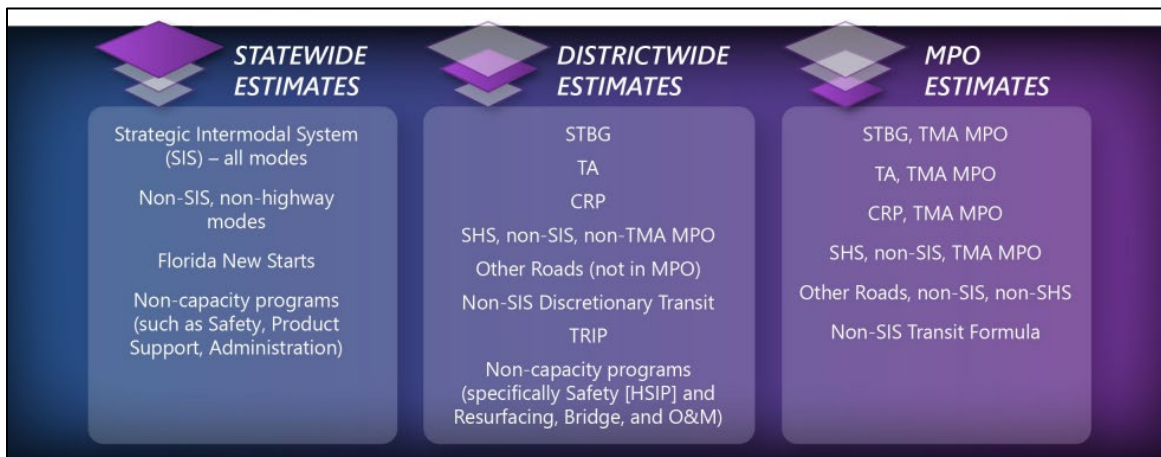 STATEWIDE
ESTIMATES
Strategic Intermodal System
(SIS) – all modes
Non-SIS, non-highway
modes
Florida New Starts
Non-capacity programs
(such as Safety, Product
Support, Administration)
DISTRICTWIDE
ESTIMATES
STBG
TA
CRP
SHS, non-SIS, non-TMA MPO
Other Roads (not in MPO)
Non-SIS Discretionary Transit
TRIP
Non-capacity programs
(specifically Safety [HSIP] and
Resurfacing, Bridge, and O&M)
MPO
ESTIMATES
STBG, TMA MPO
TA, TMA MPO
CRP, TMA MPO
SHS, non-SIS, TMA MPO
Other Roads, non-SIS, non-SHS
Non-SIS Transit Formula